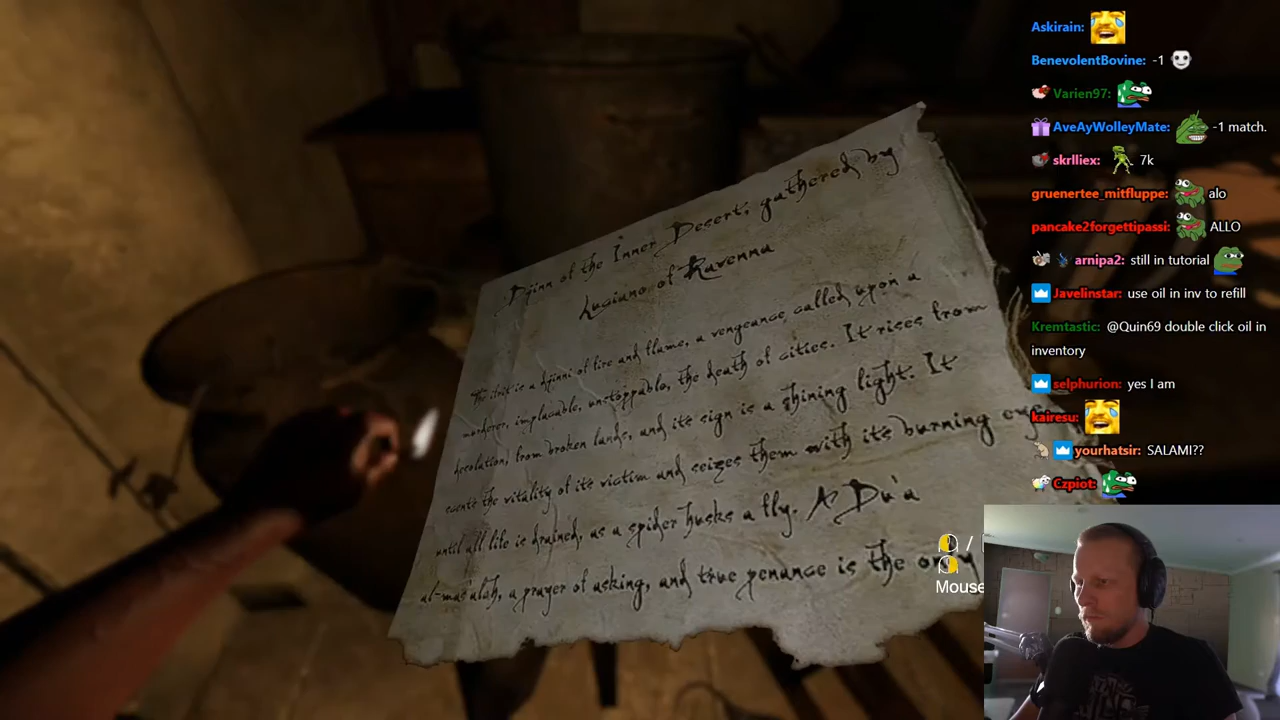 Djinn of the Inner Desert, gathered by
Luciano of Ravenna
The ifrit is a djinni of fire and flame, a vengeance called upon a
murderer, implacable, unstoppable, the death of cities. It rises from
desolation, from broken lands, and its sign is a shining light. It
scents the vitality of its victim and seizes them with its burning
until all life is drained, as a spider husks a fly. A Du'a
al-mas'alah, a prayer of asking, and true penance is the only
/
Mouse
Askirain:
BenevolentBovine: -1
Varien97:
AveAyWolleyMate: -1 match.
skrlliex: 7k
gruenertee_mitfluppe: alo
pancake2forgettipassi: ALLO
arnipa2: still in tutorial
Javelinstar: use oil in inv to refill
Kremtastic: @Quin69 double click oil in
inventory
selphurion: yes I am
kairesu:
yourhatsir: SALAMI??
Czpiot: